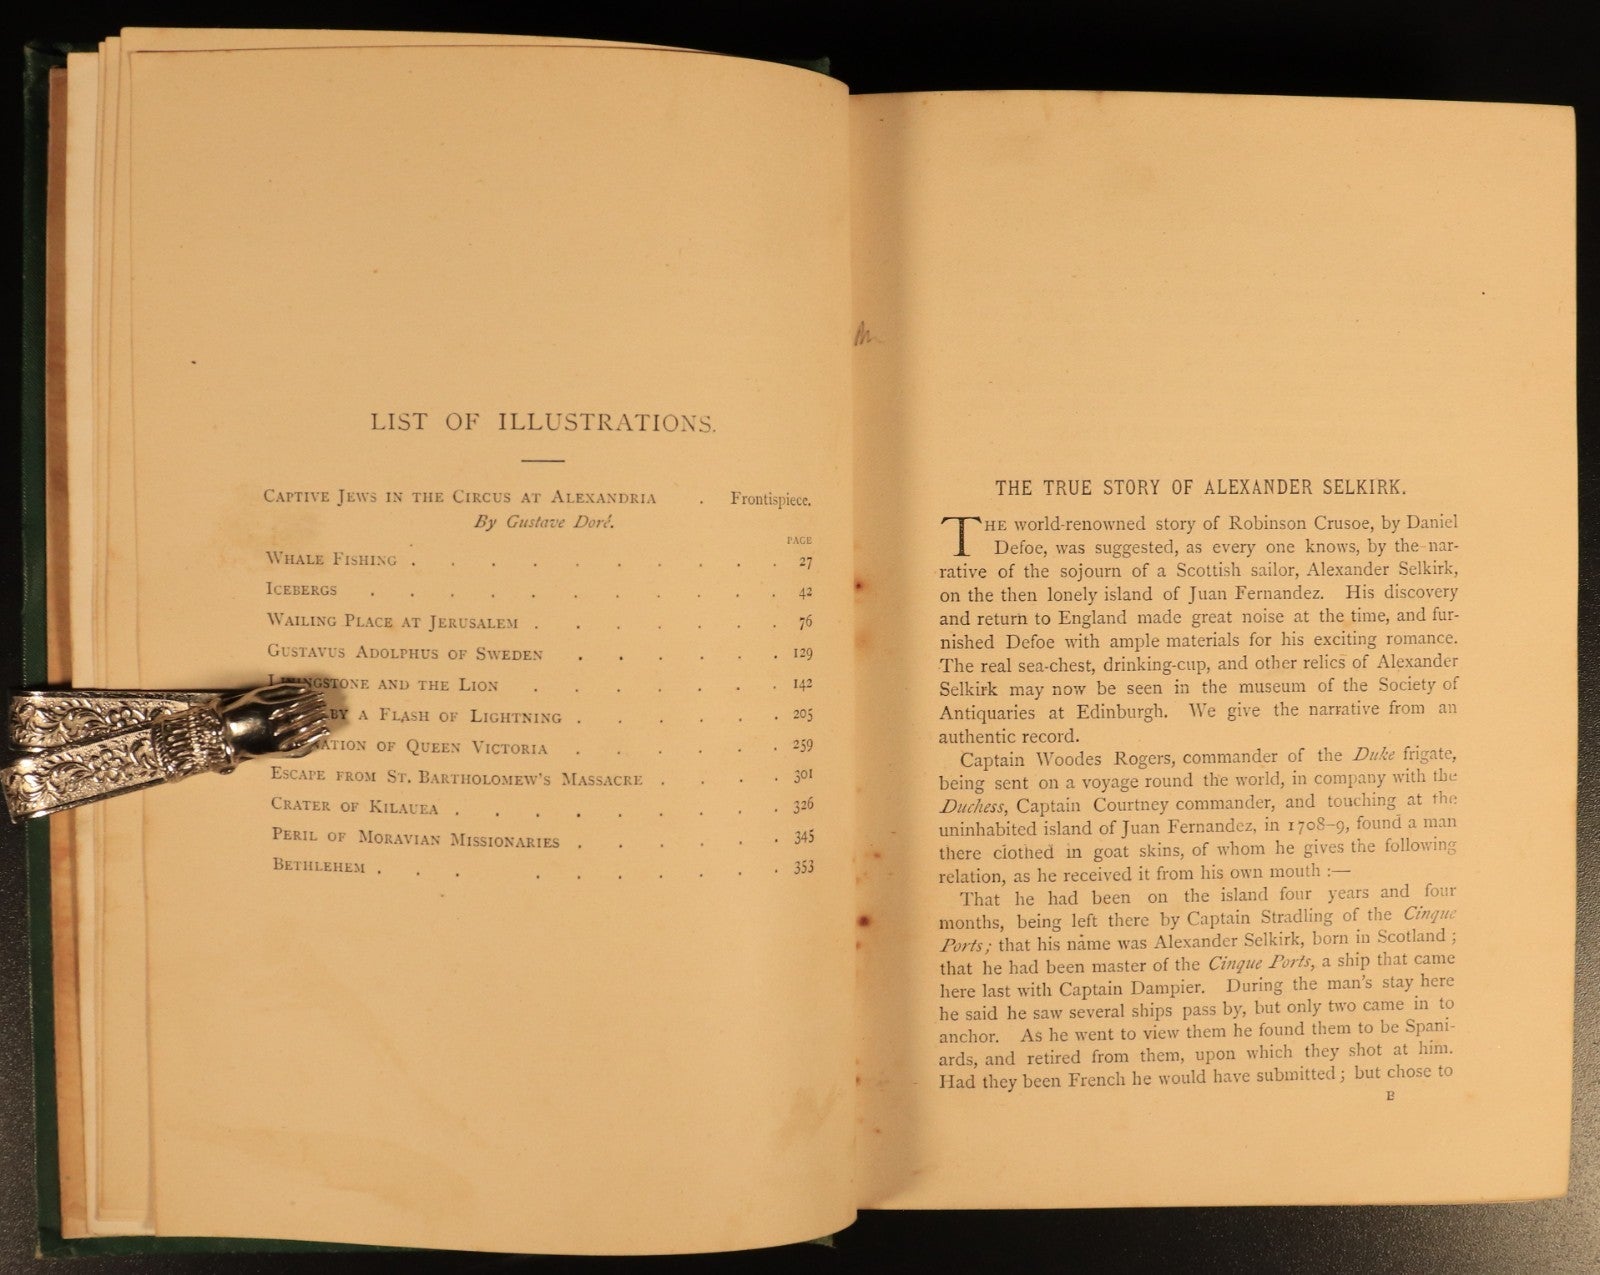 LIST OF ILLUSTRATIONS.
CAPTIVE JEWS IN THE CIRCUS AT ALEXANDRIA . Frontispiece.
By Gustave Doré.
PAGE
WHALE FISHING . . . . . . . . . . 27
ICEBERGS . . . . . . . . . . . 42
WAILING PLACE AT JERUSALEM . . . . . . . 76
GUSTAVUS ADOLPHUS OF SWEDEN . . . . . . 129
LIVINGSTONE AND THE LION . . . . . . . 142
BY A FLASH OF LIGHTNING . . . . . . 205
OF QUEEN VICTORIA . . . . . . 259
ESCAPE FROM ST. BARTHOLOMEW'S MASSACRE . . . . 301
CRATER OF KILAUEA . . . . . . . . . 326
PERIL OF MORAVIAN MISSIONARIES . . . . . . 345
BETHLEHEM . . . . . . . . . . 353
THE TRUE STORY OF ALEXANDER SELKIRK.
THE world-renowned story of Robinson Crusoe, by Daniel
Defoe, was suggested, as every one knows, by the nar-
rative of the sojourn of a Scottish sailor, Alexander Selkirk,
on the then lonely island of Juan Fernandez. His discovery
and return to England made great noise at the time, and fur-
nished Defoe with ample materials for his exciting romance.
The real sea-chest, drinking-cup, and other relics of Alexander
Selkirk may now be seen in the museum of the Society of
Antiquaries at Edinburgh. We give the narrative from an
authentic record.
Captain Woodes Rogers, commander of the Duke frigate,
being sent on a voyage round the world, in company with the
Duchess, Captain Courtney commander, and touching at the
uninhabited island of Juan Fernandez, in 1708-9, found a man
there clothed in goat skins, of whom he gives the following
relation, as he received it from his own mouth :—
That he had been on the island four years and four
months, being left there by Captain Stradling of the Cinque
Ports; that his name was Alexander Selkirk, born in Scotland ;
that he had been master of the Cinque Ports, a ship that came
here last with Captain Dampier. During the man's stay here
he said he saw several ships pass by, but only two came in to
anchor. As he went to view them he found them to be Spani-
ards, and retired from them, upon which they shot at him.
Had they been French he would have submitted ; but chose to
B